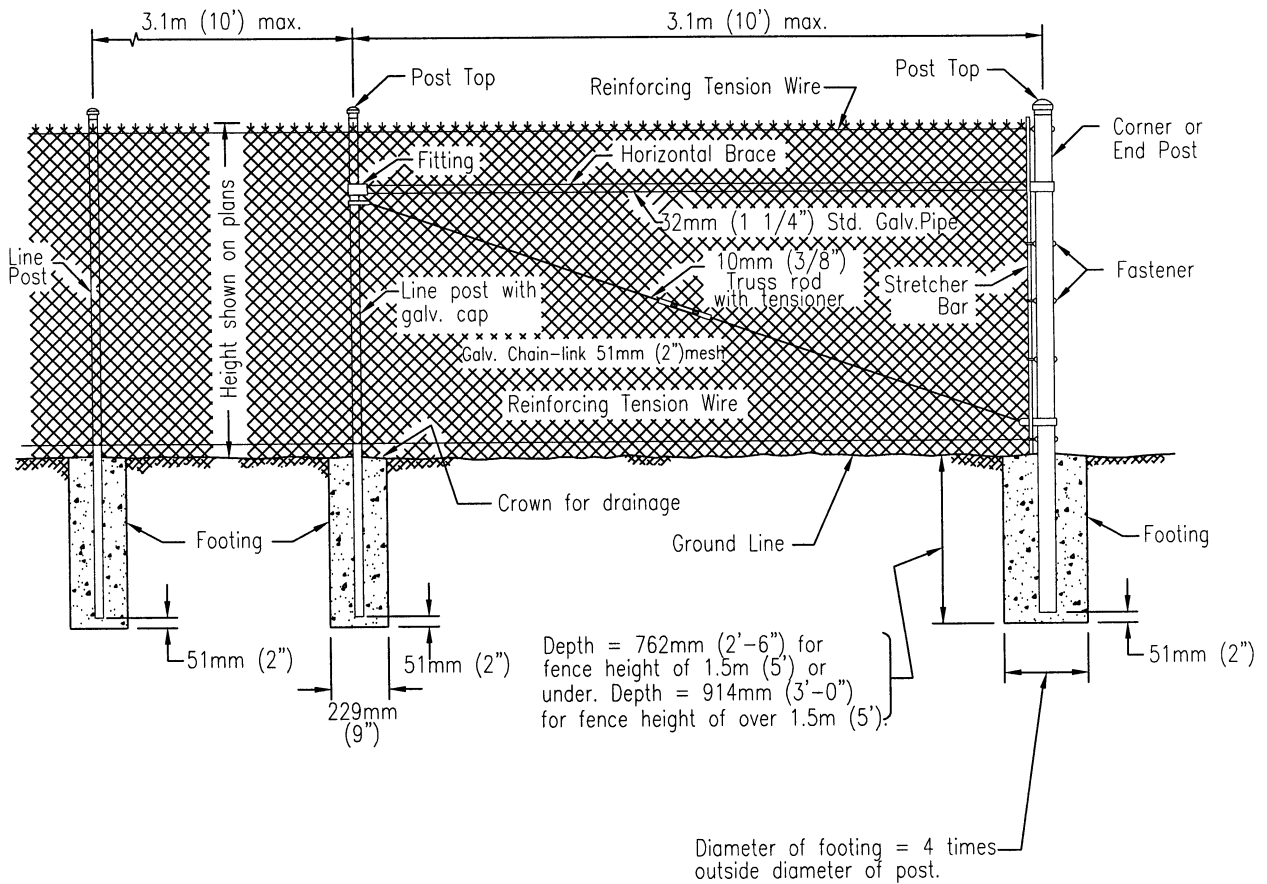 3.1m (10') max.
3.1m (10') max.
Post Top
Post Top
Reinforcing Tension Wire
Corner or
End Post
Fitting
Horizontal Brace
Height shown on plans
32mm (1 1/4") Std. Galv.Pipe
Line
Post
10mm (3/8")
Truss rod
with tensioner
Stretcher
Bar
Fastener
Line post with
galv. cap
Galv. Chain-link 51mm (2")mesh
Reinforcing Tension Wire
Crown for drainage
Footing
Ground Line
Footing
51mm (2")
51mm (2")
51mm (2")
229mm
(9")
Depth = 762mm (2'-6") for
fence height of 1.5m (5') or
under. Depth = 914mm (3'-0")
for fence height of over 1.5m (5').
Diameter of footing = 4 times
outside diameter of post.